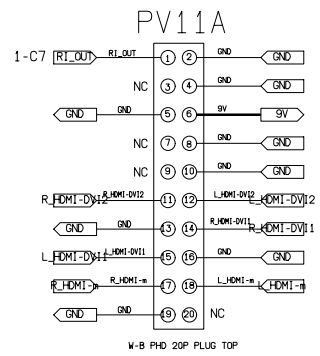 PV11A
1-C7 RI_OUT RI_OUT 1 2 GND GND
NC 3 4 GND GND
GND GND 5 6 9V 9V
NC 7 8 GND GND
NC 9 10 GND GND
R_HDMI-DVI2 R_HDMI-DVI2 11 12 L_HDMI-DVI2 L_HDMI-DVI2
GND GND 13 14 R_HDMI-DVI1 R_HDMI-DVI1
L_HDMI-DVI1 L_HDMI-DVI1 15 16 GND GND
R_HDMI-m R_HDMI-m 17 18 L_HDMI-m L_HDMI-m
GND GND 19 20 NC
W-B PHD 20P PLUG TOP